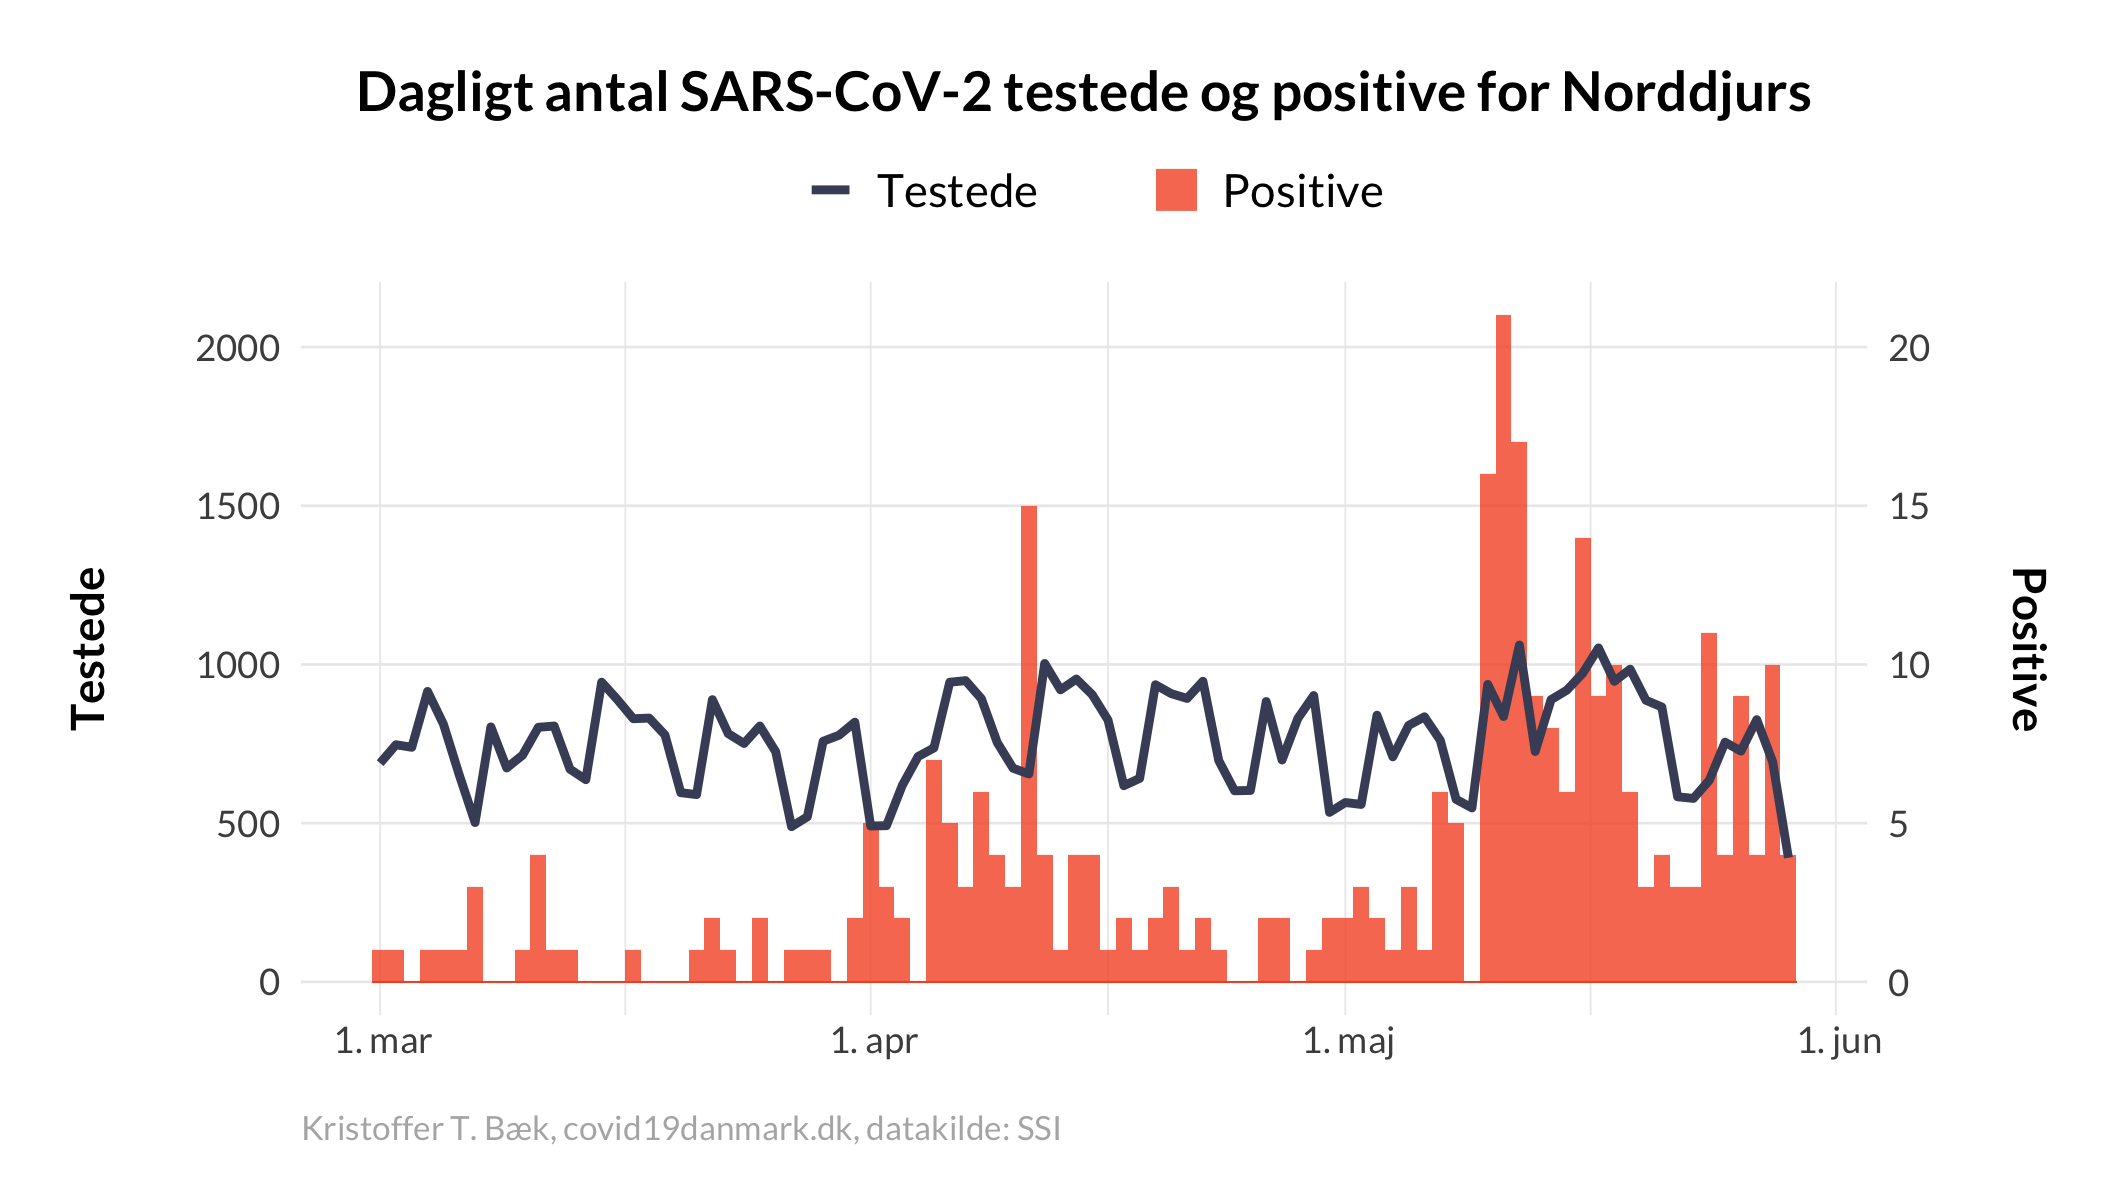 Dagligt antal SARS-CoV-2 testede og positive for Norddjurs
Testede
Positive
2000
1500
1000
500
0
Testede
20
15
10
5
0
Positive
1. mar
1. apr
1. maj
1. jun
Kristoffer T. Bæk, covid19danmark.dk, datakilde: SSI